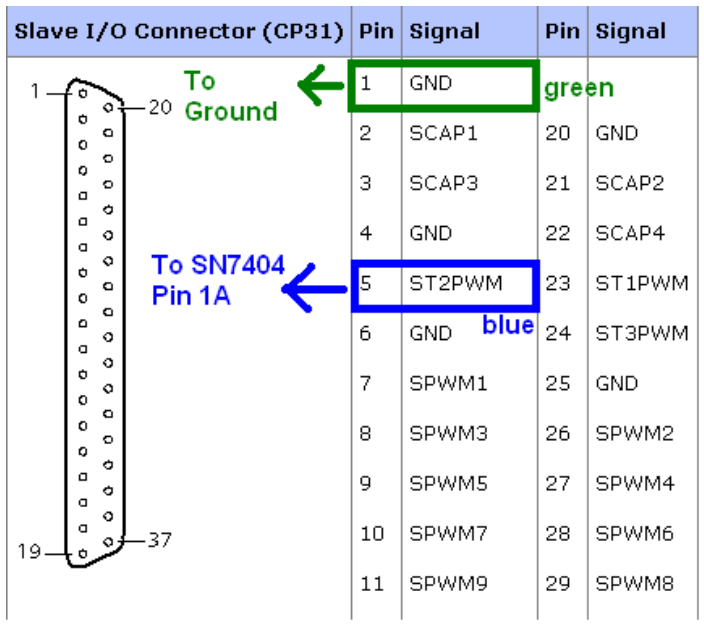 Slave I/O Connector (CP31) Pin Signal Pin Signal
1 20 19 37
To
Ground
1 GND
green
2 SCAP1 20 GND
3 SCAP3 21 SCAP2
4 GND 22 SCAP4
To SN7404
Pin 1A
5 ST2PWM 23 ST1PWM
blue
6 GND 24 ST3PWM
7 SPWM1 25 GND
8 SPWM3 26 SPWM2
9 SPWM5 27 SPWM4
10 SPWM7 28 SPWM6
11 SPWM9 29 SPWM8